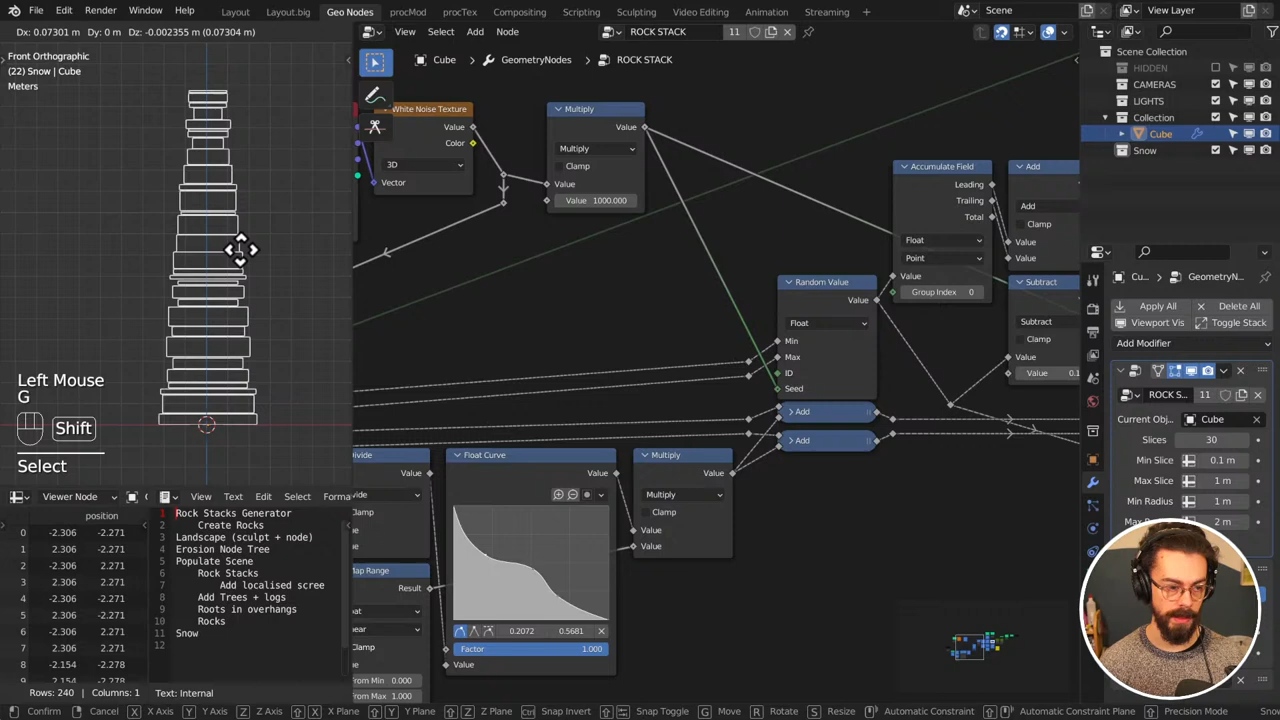 File Edit Render Window Help Layout Layout.big Geo Nodes procMod procTex Compositing Scripting Sculpting Video Editing Animation Streaming + Scene View Layer
Dx: 0.07301 m Dy: 0 m Dz: -0.002355 m (0.07304 m)
View Select Add Node ROCK STACK 11
Front Orthographic
(22) Snow | Cube
Meters
Cube GeometryNodes ROCK STACK
White Noise Texture
Value
Color
3D
Vector
Multiply
Value
Multiply
Clamp
Value
Value 1000.000
Accumulate Field
Leading
Trailing
Total
Float
Point
Value
Group Index 0
Add
Add
Clamp
Value
Value
Random Value
Value
Float
Min
Max
ID
Seed
Subtract
Subtract
Clamp
Value
Value 0.1
Add
Add
Divide
Value
Clamp
Map Range
Result
Clamp
From Min 0.000
From Max 1.000
Float Curve
Value
0.2072 0.5681
Factor 1.000
Value
Multiply
Value
Multiply
Clamp
Value
Value
Left Mouse
G
Shift
Select
Viewer Node
position
0 -2.306 -2.271
1 2.306 -2.271
2 -2.306 -2.271
3 2.306 -2.271
4 -2.306 -2.271
5 2.306 -2.271
6 -2.306 -2.271
7 2.306 -2.271
8 -2.154 -2.278
Rows: 240 | Columns: 1
View Text Edit Select Forma
1 Rock Stacks Generator
2 Create Rocks
3 Landscape (sculpt + node)
4 Erosion Node Tree
5 Populate Scene
6 Rock Stacks
7 Add localised scree
8 Add Trees + logs
9 Roots in overhangs
10 Rocks
11 Snow
12
Text: Internal
Scene Collection
HIDDEN
CAMERAS
LIGHTS
Collection
Cube
Snow
Cu... GeometryN...
Apply All Delete All
Viewport Vis Toggle Stack
Add Modifier
ROCK S... 11
Current Obj... Cube
Slices 30
Min Slice 0.1 m
Max Slice 1 m
Min Radius 1 m
2 m
Confirm Cancel X X Axis Y Y Axis Z Z Axis X X Plane Y Y Plane Z Z Plane Snap Invert Snap Toggle G Move R Rotate S Resize Automatic Constraint Automatic Constraint Plane Precision Mode